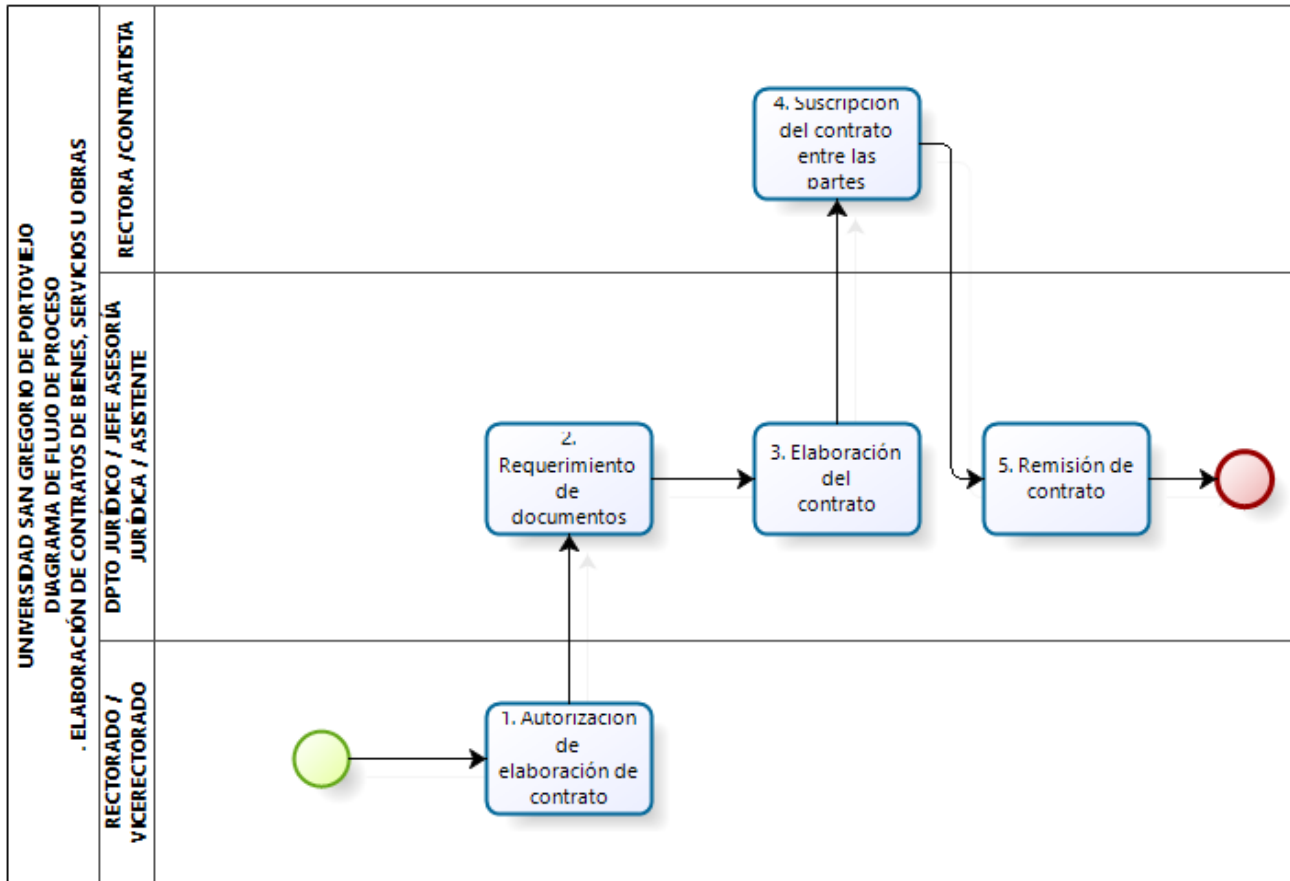 UNIVERSIDAD SAN GREGORIO DE PORTOVIEJO
DIAGRAMA DE FLUJO DE PROCESO
. ELABORACIÓN DE CONTRATOS DE BIENES, SERVICIOS U OBRAS
RECTORA /CONTRATISTA
4. Suscripción
del contrato
entre las
partes
DPTO JURÍDICO / JEFE ASESORÍA
JURÍDICA / ASISTENTE
2.
Requerimiento
de
documentos
3. Elaboración
del
contrato
5. Remisión de
contrato
RECTORADO /
VICERECTORADO
1. Autorización
de
elaboración de
contrato